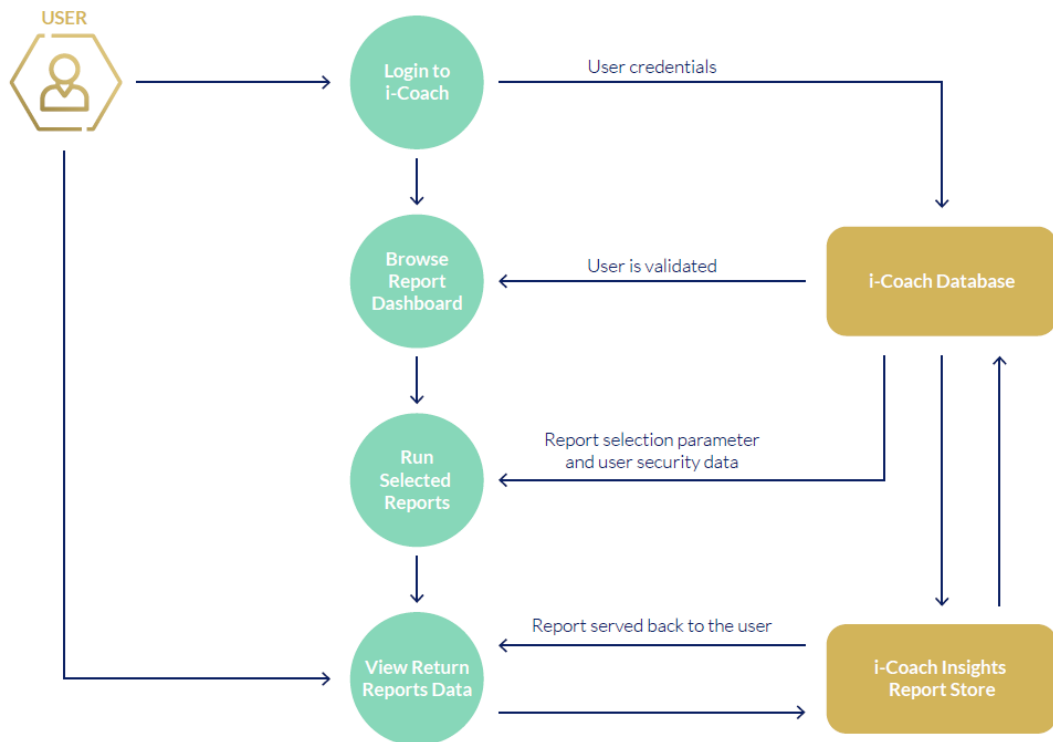 USER
Login to
i-Coach
User credentials
Browse
Report
Dashboard
User is validated
i-Coach Database
Run
Selected
Reports
Report selection parameter
and user security data
View Return
Reports Data
Report served back to the user
i-Coach Insights
Report Store